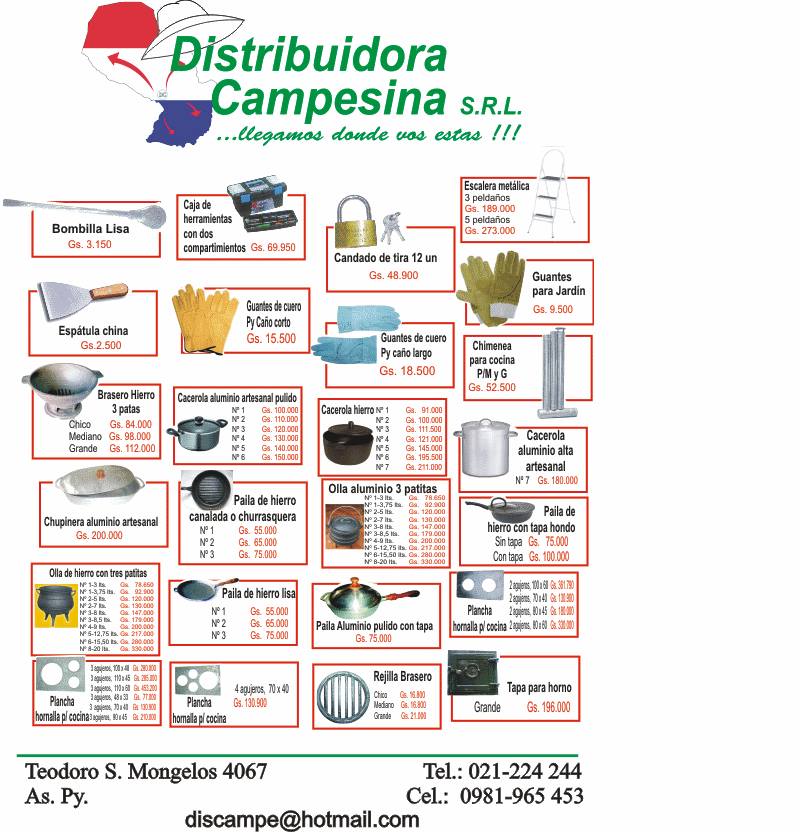 Distribuidora
Campesina S.R.L.
...llegamos donde vos estas !!!
Bombilla Lisa
Gs. 3.150
Caja de
herramientas
con dos
compartimientos Gs. 69.950
Candado de tira 12 un
Gs. 48.900
Escalera metálica
3 peldaños
Gs. 189.000
5 peldaños
Gs. 273.000
Espátula china
Gs.2.500
Guantes de cuero
Py Caño corto
Gs. 15.500
Guantes de cuero
Py caño largo
Gs. 18.500
Guantes
para Jardín
Gs. 9.500
Chimenea
para cocina
P/M y G
Gs. 52.500
Brasero Hierro
3 patas
Chico Gs. 84.000
Mediano Gs. 98.000
Grande Gs. 112.000
Cacerola aluminio artesanal pulido
Nº 1 Gs. 100.000
Nº 2 Gs. 110.000
Nº 3 Gs. 120.000
Nº 4 Gs. 130.000
Nº 5 Gs. 140.000
Nº 6 Gs. 150.000
Cacerola hierro Nº 1 Gs. 91.000
Nº 2 Gs. 100.000
Nº 3 Gs. 111.500
Nº 4 Gs. 121.000
Nº 5 Gs. 145.000
Nº 6 Gs. 195.500
Nº 7 Gs. 211.000
Cacerola
aluminio alta
artesanal
Nº 7 Gs. 180.000
Chupinera aluminio artesanal
Gs. 200.000
Paila de hierro
canalada o churrasquera
Nº 1 Gs. 55.000
Nº 2 Gs. 65.000
Nº 3 Gs. 75.000
Olla aluminio 3 patitas
Nº 1-3 lts. Gs. 78.650
Nº 1-3,75 lts. Gs. 92.900
Nº 2-5 lts. Gs. 120.000
Nº 2-7 lts. Gs. 130.000
Nº 3-8 lts. Gs. 147.000
Nº 3-8,5 lts. Gs. 179.000
Nº 4-9 lts. Gs. 200.000
Nº 5-12,75 lts. Gs. 217.000
Nº 6-15,50 lts. Gs. 280.000
Nº 8-20 lts. Gs. 330.000
Paila de
hierro con tapa hondo
Sin tapa Gs. 75.000
Con tapa Gs. 100.000
Olla de hierro con tres patitas
Nº 1-3 lts. Gs. 78.650
Nº 1-3,75 lts. Gs. 92.900
Nº 2-5 lts. Gs. 120.000
Nº 2-7 lts. Gs. 130.000
Nº 3-8 lts. Gs. 147.000
Nº 3-8,5 lts. Gs. 179.000
Nº 4-9 lts. Gs. 200.000
Nº 5-12,75 lts. Gs. 217.000
Nº 6-15,50 lts. Gs. 280.000
Nº 8-20 lts. Gs. 330.000
Paila de hierro lisa
Nº 1 Gs. 55.000
Nº 2 Gs. 65.000
Nº 3 Gs. 75.000
Paila Aluminio pulido con tapa
Gs. 75.000
2 agujeros, 100 x 60 Gs. 361.790
2 agujeros, 70 x 40 Gs. 130.900
Plancha 2 agujeros, 80 x 45 Gs. 180.000
hornalla p/ cocina 2 agujeros, 80 x 60 Gs. 320.000
3 agujeros, 100 x 40 Gs. 280.000
3 agujeros, 110 x 45 Gs. 285.000
3 agujeros, 110 x 60 Gs. 453.200
3 agujeros, 48 x 33 Gs. 77.000
Plancha 3 agujeros, 70 x 40 Gs. 130.900
hornalla p/ cocina 3 agujeros, 90 x 45 Gs. 210.000
4 agujeros, 70 x 40
Plancha Gs. 130.900
hornalla p/ cocina
Rejilla Brasero
Chico Gs. 16.800
Mediano Gs. 16.800
Grande Gs. 21.000
Tapa para horno
Grande Gs. 196.000
Teodoro S. Mongelos 4067
As. Py.
Tel.: 021-224 244
Cel.: 0981-965 453
discampe@hotmail.com